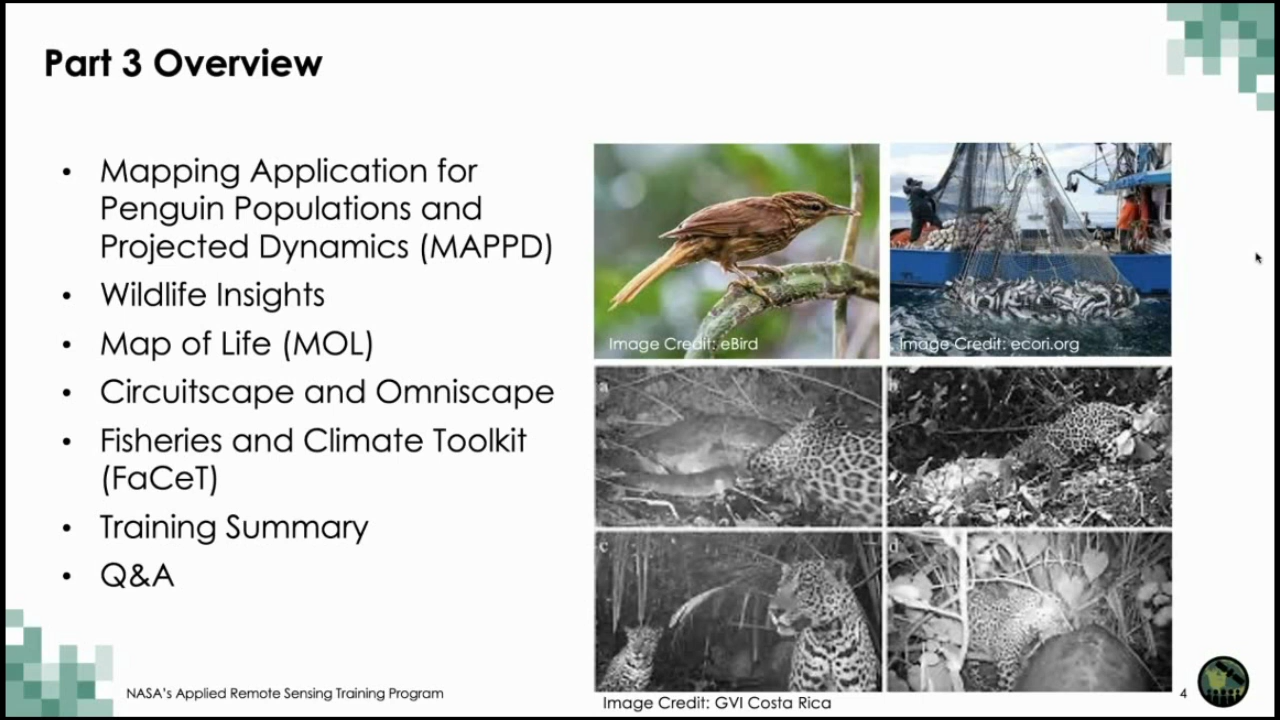 Part 3 Overview
• Mapping Application for
Penguin Populations and
Projected Dynamics (MAPPD)
• Wildlife Insights
• Map of Life (MOL)
• Circuitscape and Omniscape
• Fisheries and Climate Toolkit
(FaCeT)
• Training Summary
• Q&A
Image Credit: eBird
Image Credit: ecori.org
a
c
d
Image Credit: GVI Costa Rica
NASA's Applied Remote Sensing Training Program
4